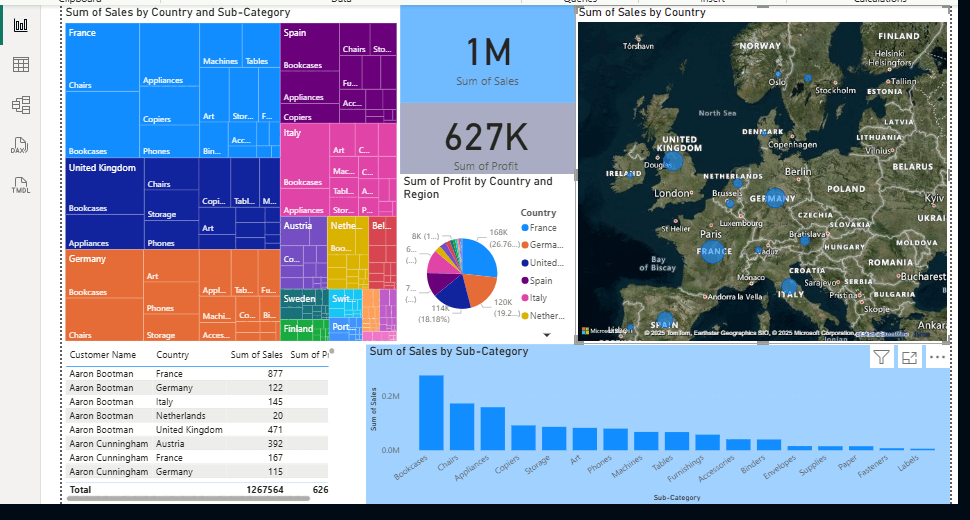 Sum of Sales by Country and Sub-Category
France
Chairs
Bookcases
Appliances
Copiers
Phones
Machines
Tables
Art
Stor...
F...
Acc...
Bin...
Spain
Bookcases
Appliances
Copiers
Chairs
Sto...
Fu...
Acc...
United Kingdom
Bookcases
Appliances
Chairs
Storage
Phones
Copi...
Tabl...
M...
Art
Italy
Bookcases
Appliances
Art
C...
Mac...
C...
Tabl...
A...
Stor...
P...
Germany
Bookcases
Chairs
Art
Phones
Storage
Appl...
Tab...
Fu...
Machi...
Co...
Bi...
Acces...
Austria
Co...
Nethe...
Boo...
Bel...
Sweden
Swit...
Finland
Port...
1M
Sum of Sales
627K
Sum of Profit
Sum of Profit by Country and
Region
Country
France
Germa...
United...
Spain
Italy
Nether...
168K
(26.76...)
120K
(19.2...)
114K
(18.18%)
7...
(...)
6...
(...)
8K (1...)
Sum of Sales by Country
Tórshavn
NORWAY
FINLAND
Helsinki
Helsingfors
Oslo
Stockholm
Tallinn
ESTONIA
North Sea
LATVIA
DENMARK
Copenhagen
LITHUANIA
Vilnius
UNITED
KINGDOM
Douglas
IRELAND
NETHERLANDS
Berlin
BELARUS
London
Brussels
GERMANY
POLAND
Kyiv
Luxembourg
CZECHIA
UKRAI
St Helier
Paris
SLOVAKIA
Bratislava
FRANCE
Vaduz
HUNGARY
MOLDOVA
Bay
of Biscay
CROATIA
ROMANIA
Monaco
Sarajevo
SERBIA
Bucharest
Andorra la Vella
ITALY
Pristina
BULGARIA
Skopje
SPAIN
Ankara
Microsoft
© 2025 TomTom, Earthstar Geographics SIO, © 2025 Microsoft Corporation
Customer Name Country Sum of Sales Sum of P
Aaron Bootman France 877
Aaron Bootman Germany 122
Aaron Bootman Italy 145
Aaron Bootman Netherlands 20
Aaron Bootman United Kingdom 471
Aaron Cunningham Austria 392
Aaron Cunningham France 167
Aaron Cunningham Germany 115
Total 1267564 626
Sum of Sales by Sub-Category
Sum of Sales
0.2M
0.0M
Bookcases
Chairs
Appliances
Copiers
Storage
Art
Phones
Machines
Tables
Furnishings
Accessories
Binders
Envelopes
Supplies
Paper
Fasteners
Labels
Sub-Category
DAX
TMDL